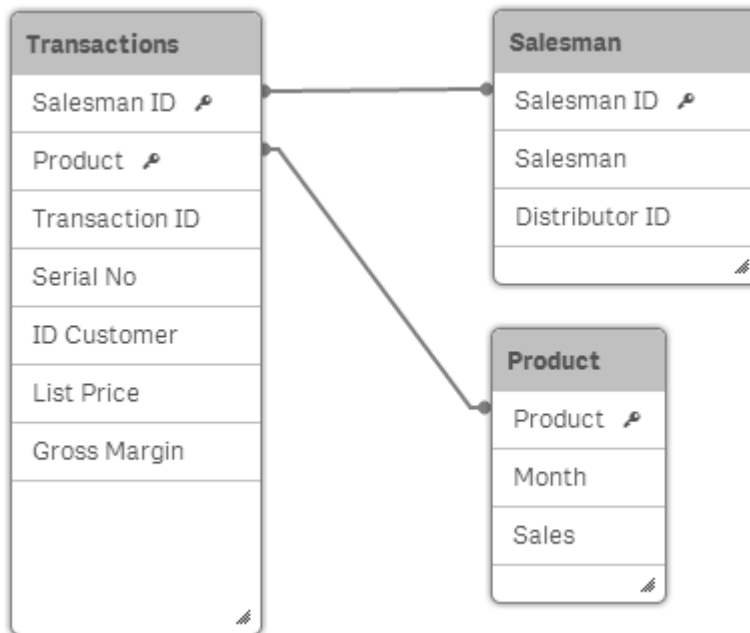 Transactions
Salesman ID
Product
Transaction ID
Serial No
ID Customer
List Price
Gross Margin
Salesman
Salesman ID
Salesman
Distributor ID
Product
Product
Month
Sales